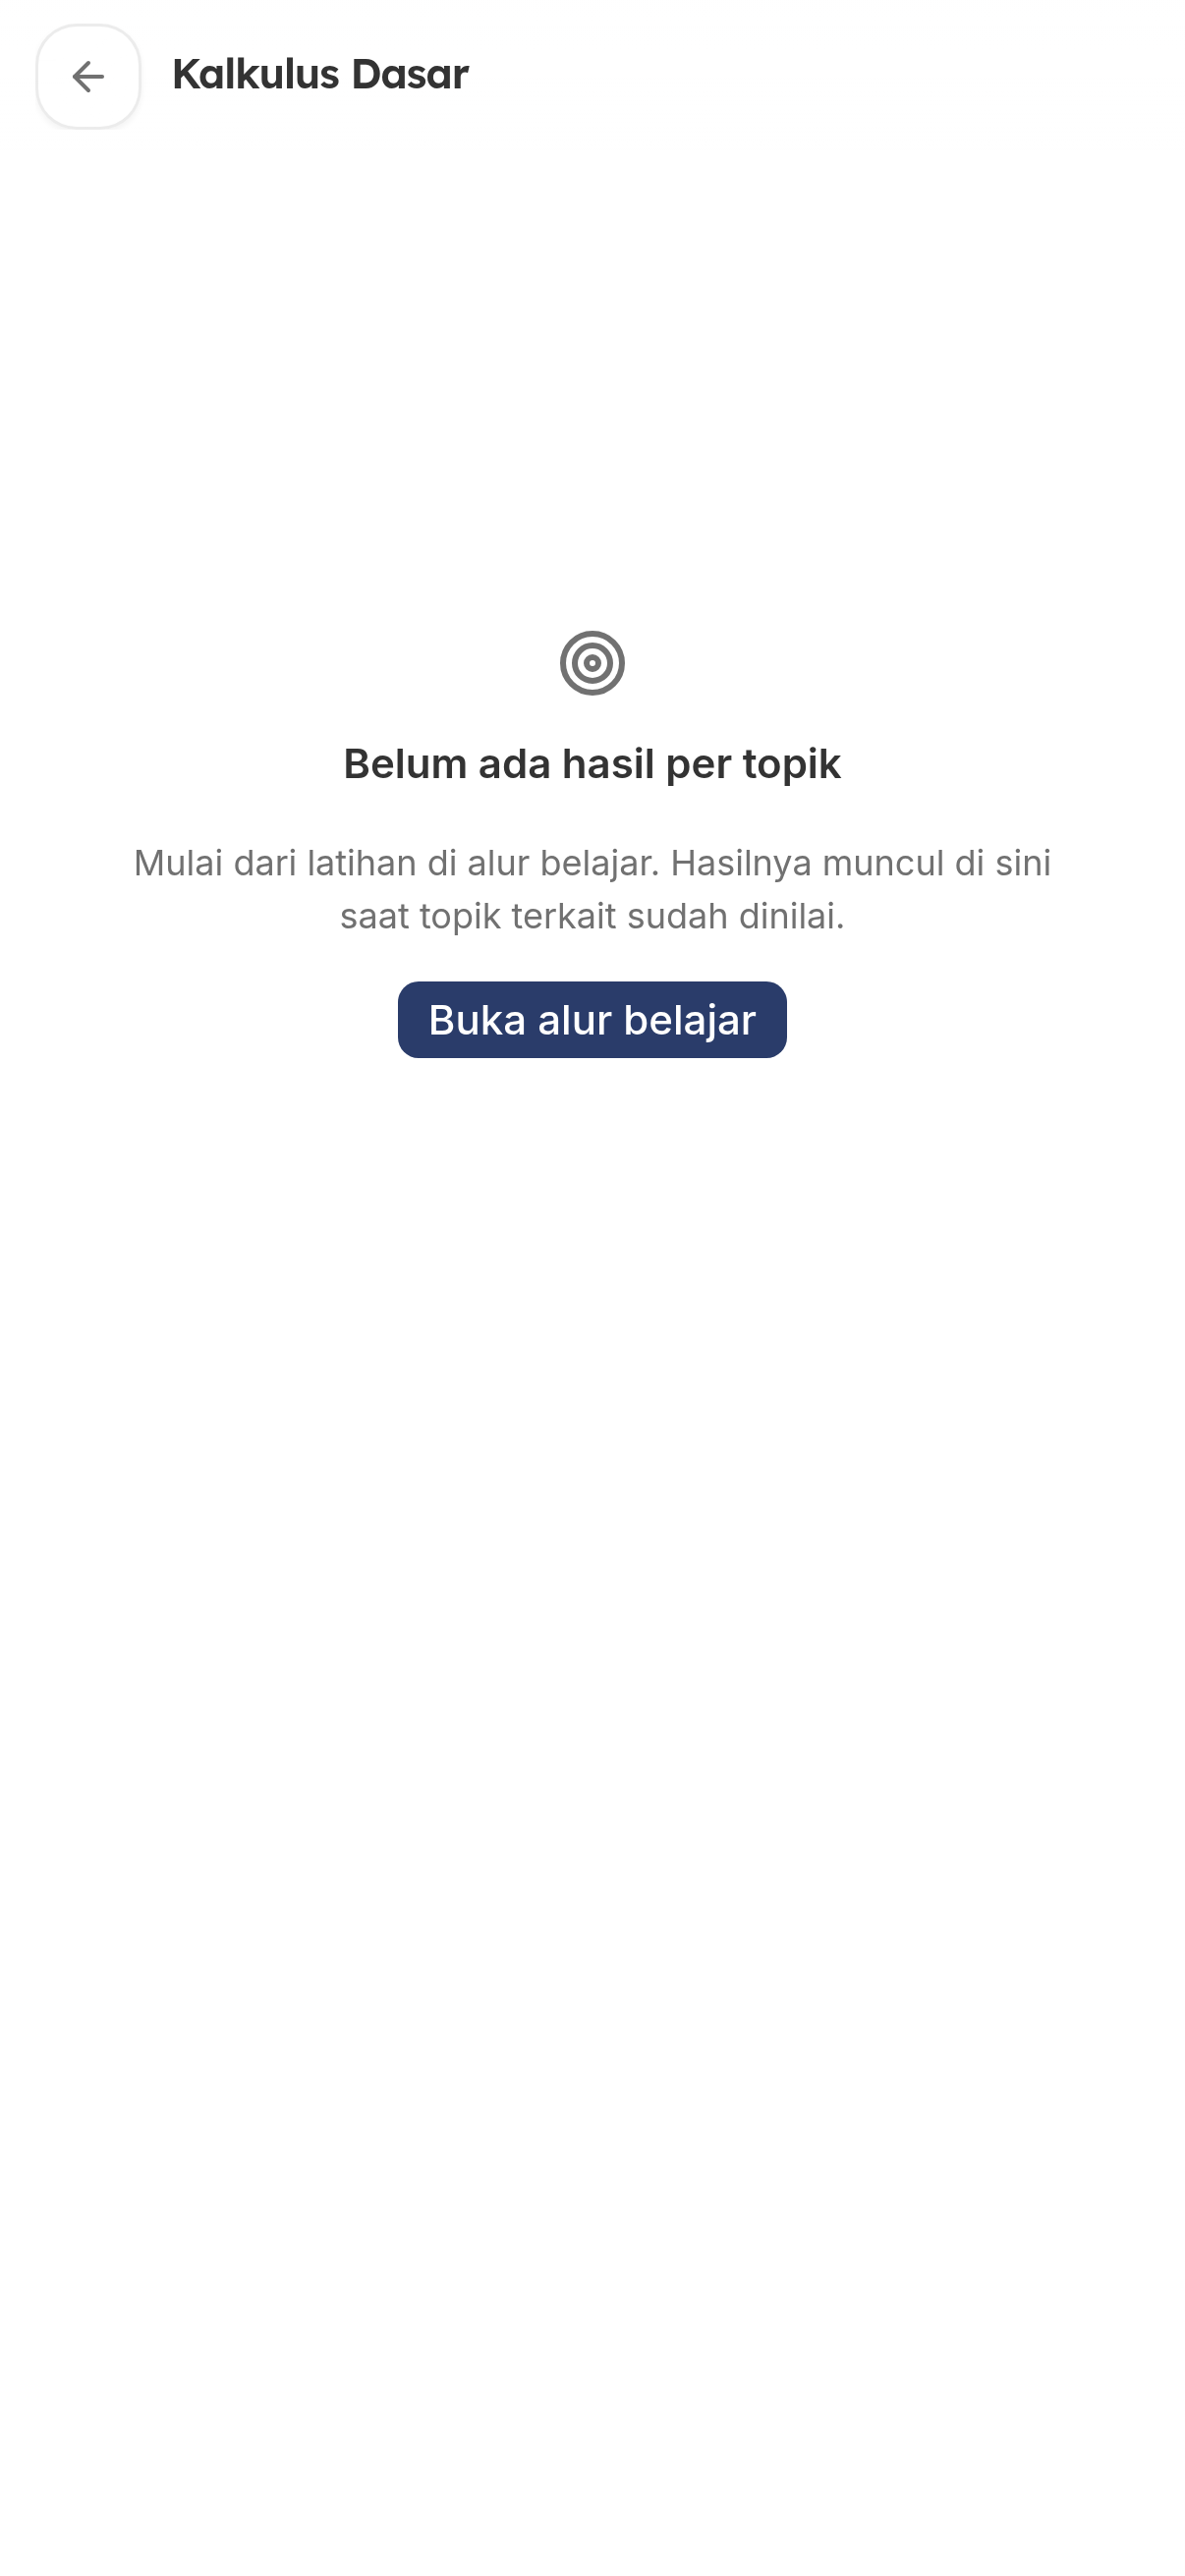 Kalkulus Dasar
Belum ada hasil per topik
Mulai dari latihan di alur belajar. Hasilnya muncul di sini
saat topik terkait sudah dinilai.
Buka alur belajar